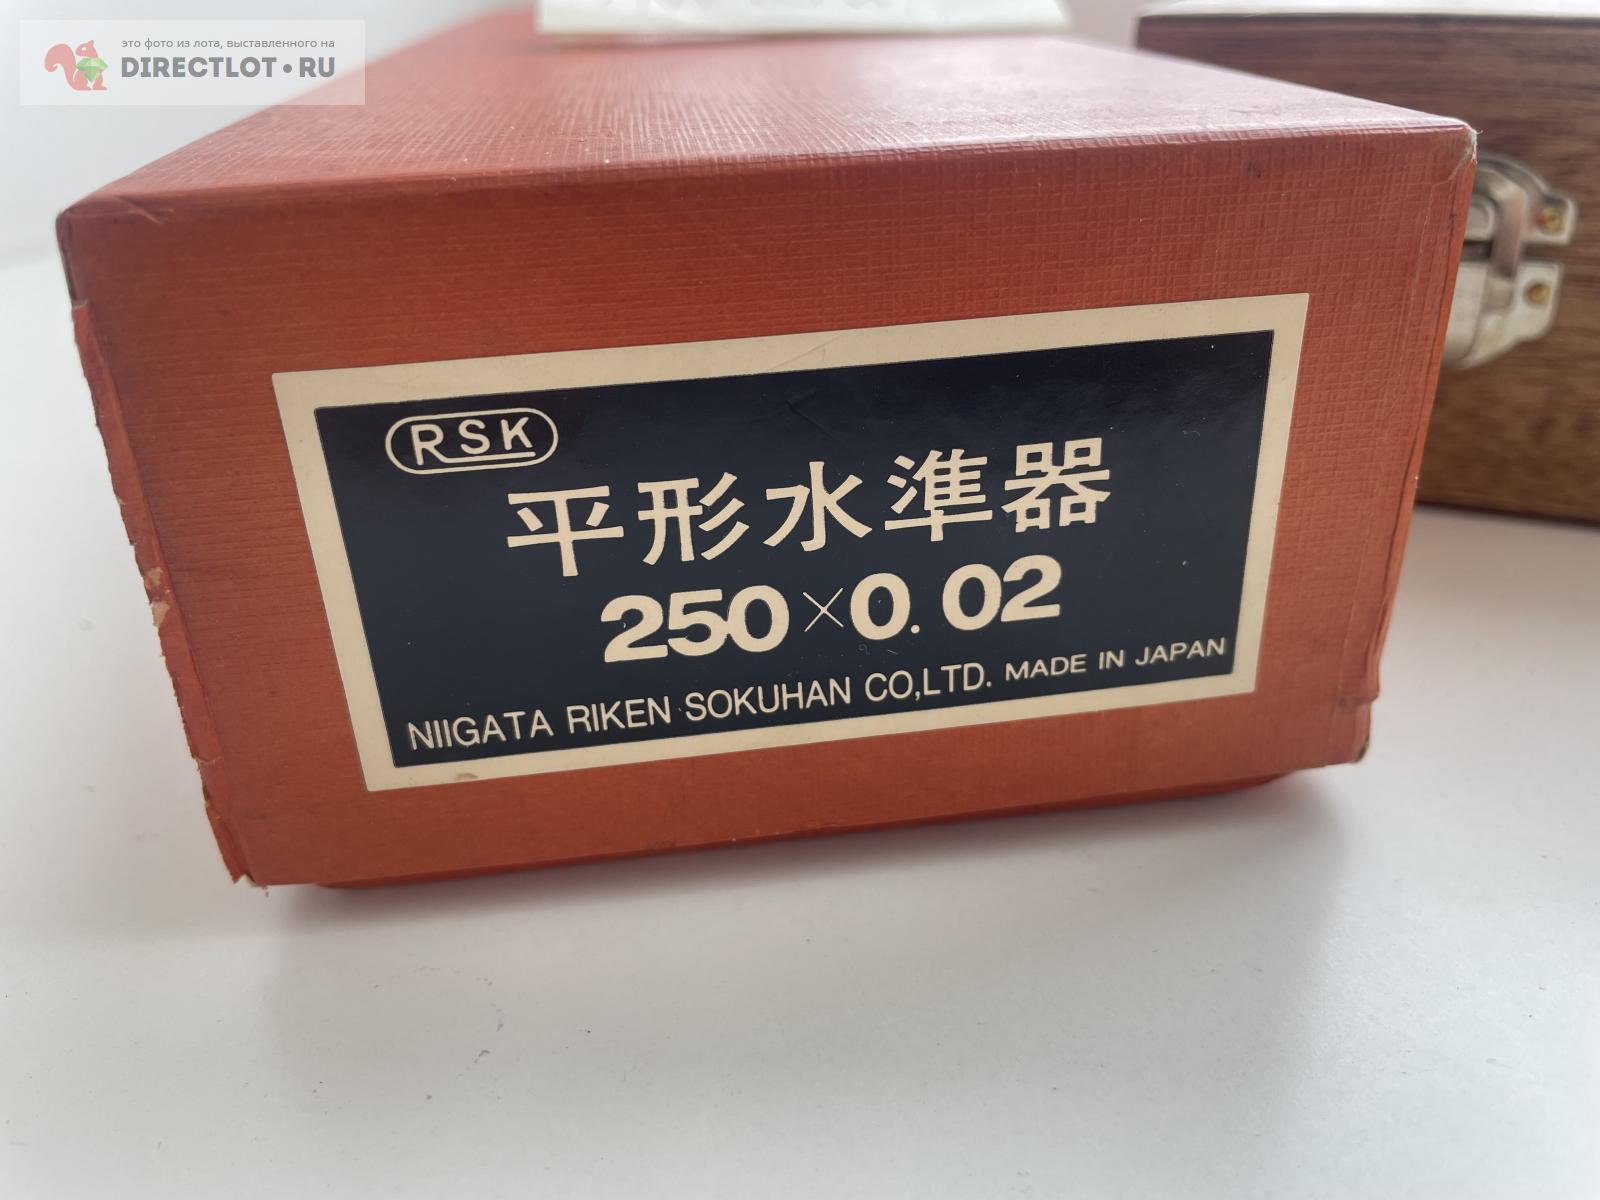 это фото из лота, выставленного на
DIRECTLOT•RU
RSK
平形水準器
250×0.02
NIIGATA RIKEN SOKUHAN CO,LTD. MADE IN JAPAN